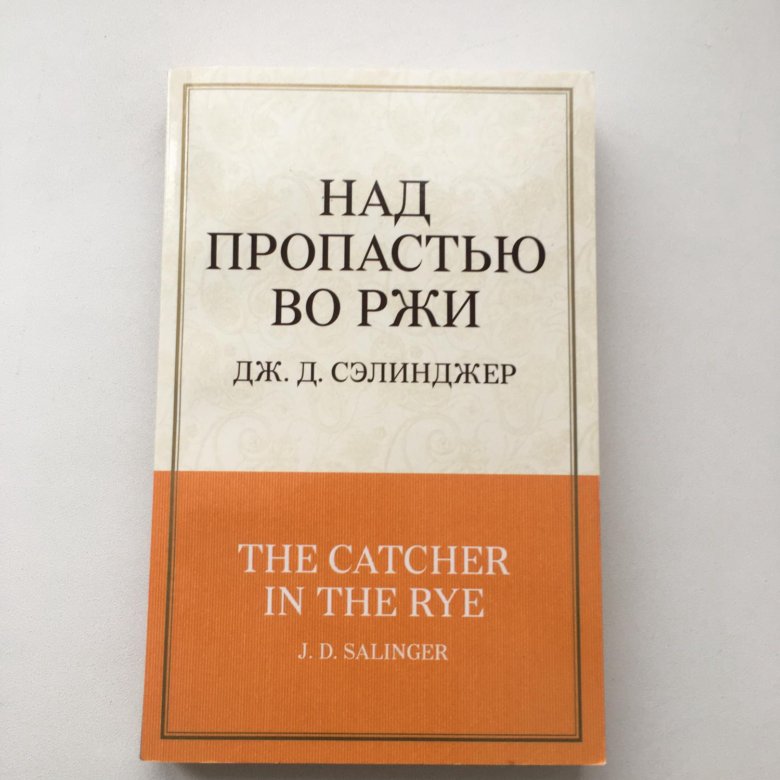 НАД
ПРОПАСТЬЮ
ВО РЖИ
ДЖ. Д. СЭЛИНДЖЕР
THE CATCHER
IN THE RYE
J. D. SALINGER